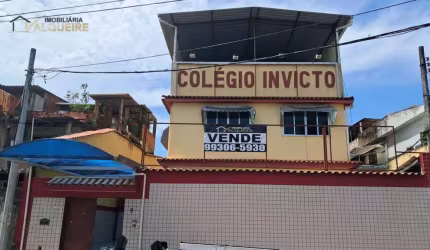 IMOBILIÁRIA
VALQUEIRE
COLÉGIO INVICTO
VENDE
99306-5930